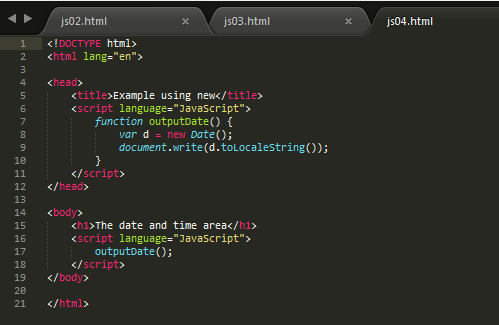 js02.html × js03.html × js04.html
1 <!DOCTYPE html>
2 <html lang="en">
3
4 <head>
5 <title>Example using new</title>
6 <script language="JavaScript">
7 function outputDate() {
8 var d = new Date();
9 document.write(d.toLocaleString());
10 }
11 </script>
12 </head>
13
14 <body>
15 <h1>The date and time area</h1>
16 <script language="JavaScript">
17 outputDate();
18 </script>
19 </body>
20
21 </html>